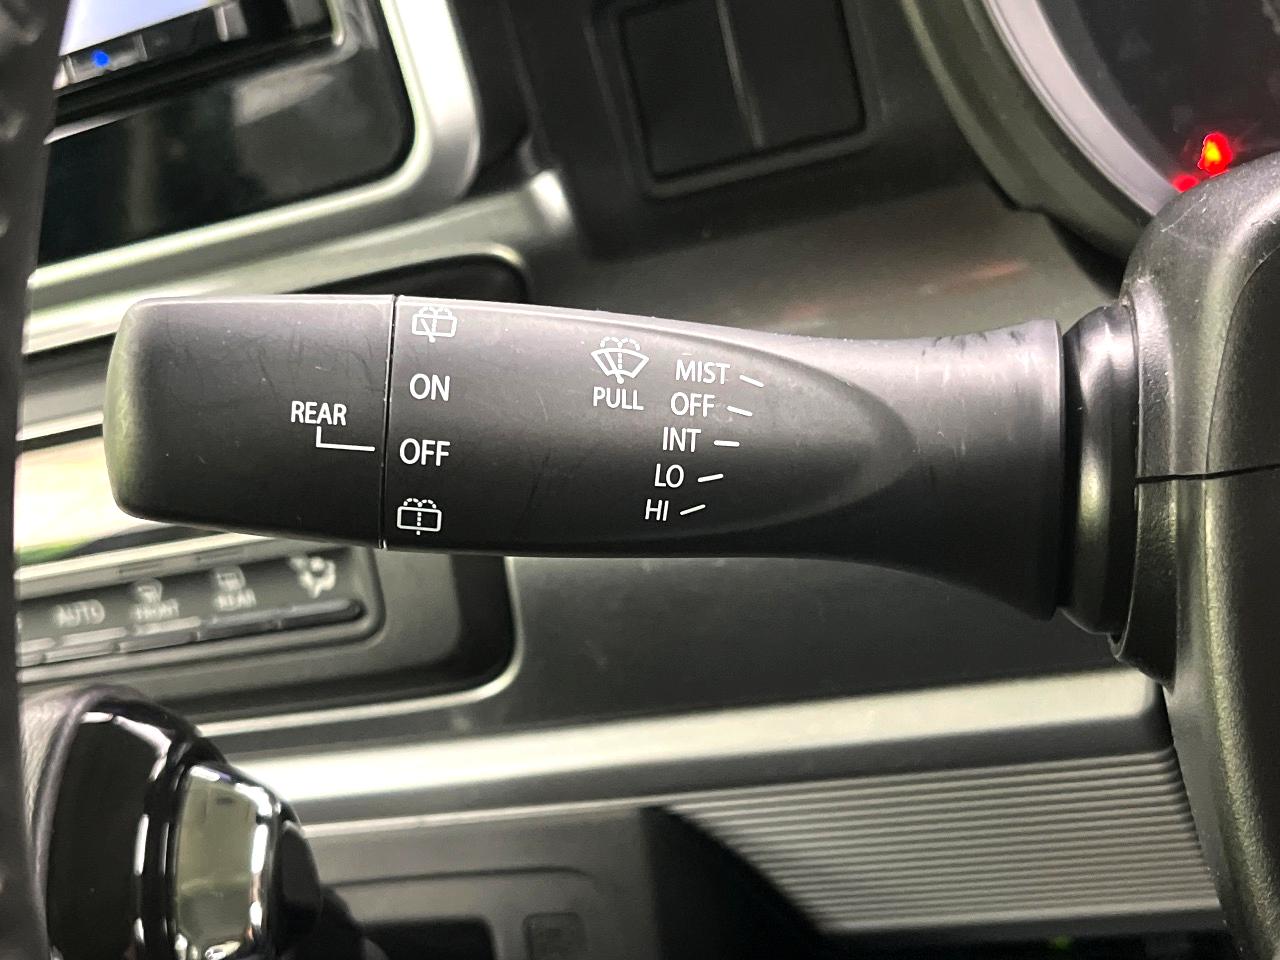 REAR
ON
OFF
PULL
MIST
OFF
INT
LO
HI
AUTO
FRONT
REAR